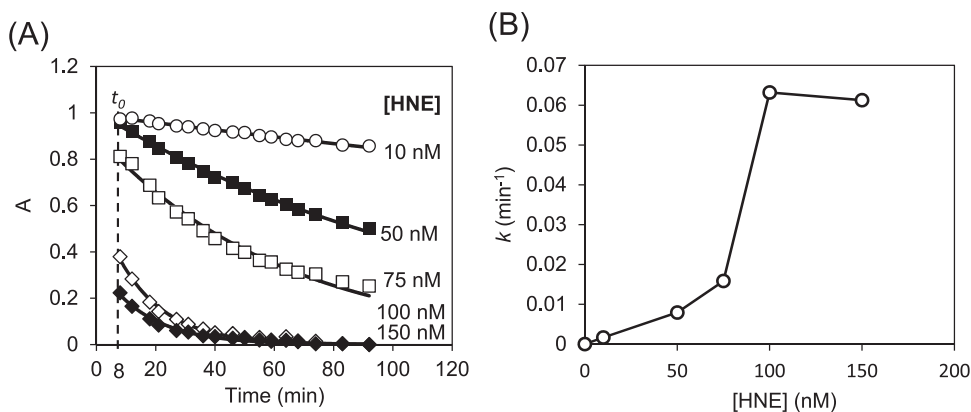 (A)
1.2
1
0.8
0.6
0.4
0.2
0
A
t0
[HNE]
10 nM
50 nM
75 nM
100 nM
150 nM
0 8 20 40 60 80 100 120
Time (min)
(B)
0.07
0.06
0.05
0.04
0.03
0.02
0.01
0
k (min-1)
0 50 100 150 200
[HNE] (nM)